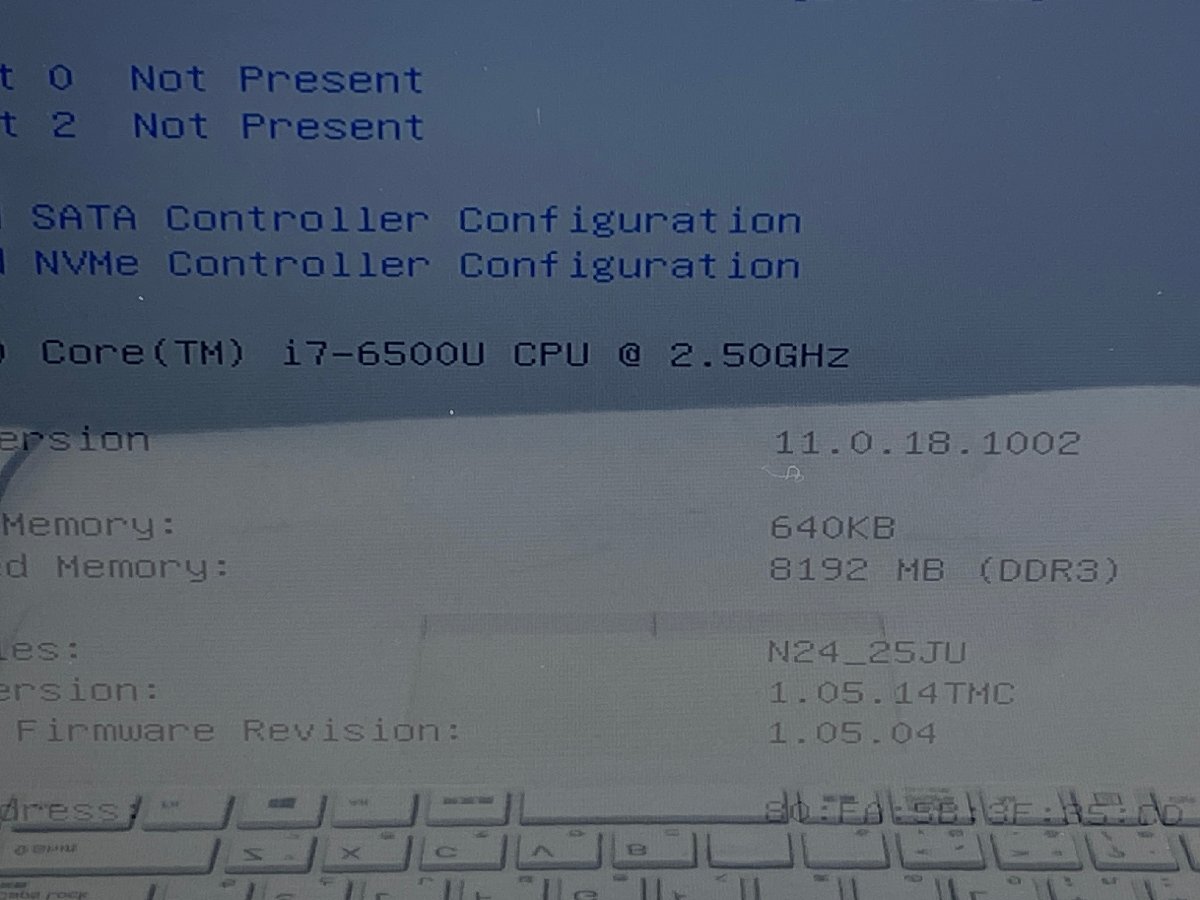 t 0 Not Present
t 2 Not Present
SATA Controller Configuration
NVMe Controller Configuration
) Core(TM) i7-6500U CPU @ 2.50GHz
ersion 11.0.18.1002
Memory: 640KB
d Memory: 8192 MB (DDR3)
les: N24_25JU
ersion: 1.05.14TMC
Firmware Revision: 1.05.04
dress: